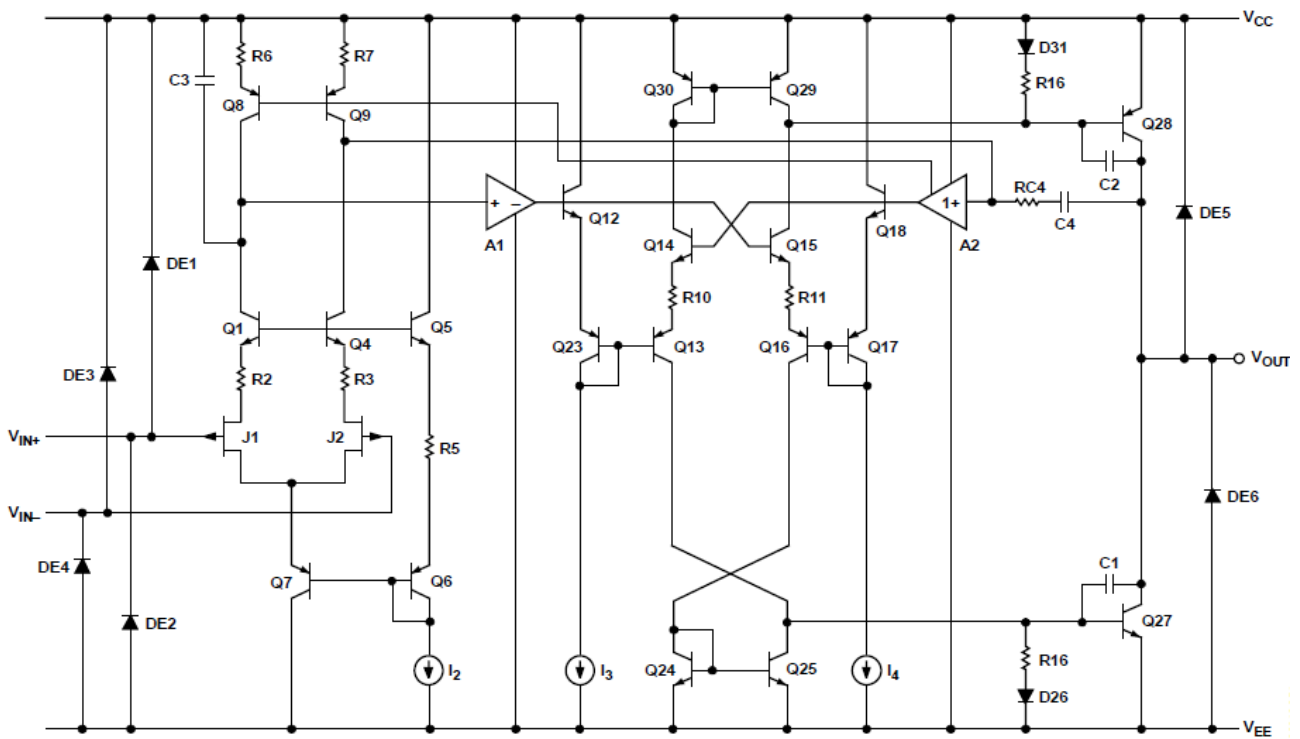 VCC
R6
R7
D31
C3
Q30
Q29
R16
Q8
Q9
Q28
C2
+ −
Q12
1+
RC4
A1
Q14
Q15
Q18
A2
C4
DE5
DE1
R10
R11
Q1
Q4
Q5
Q23
Q13
Q16
Q17
VOUT
DE3
R2
R3
VIN+
J1
J2
R5
DE6
VIN–
DE4
Q7
Q6
C1
DE2
Q27
I2
I3
Q24
Q25
I4
R16
D26
VEE